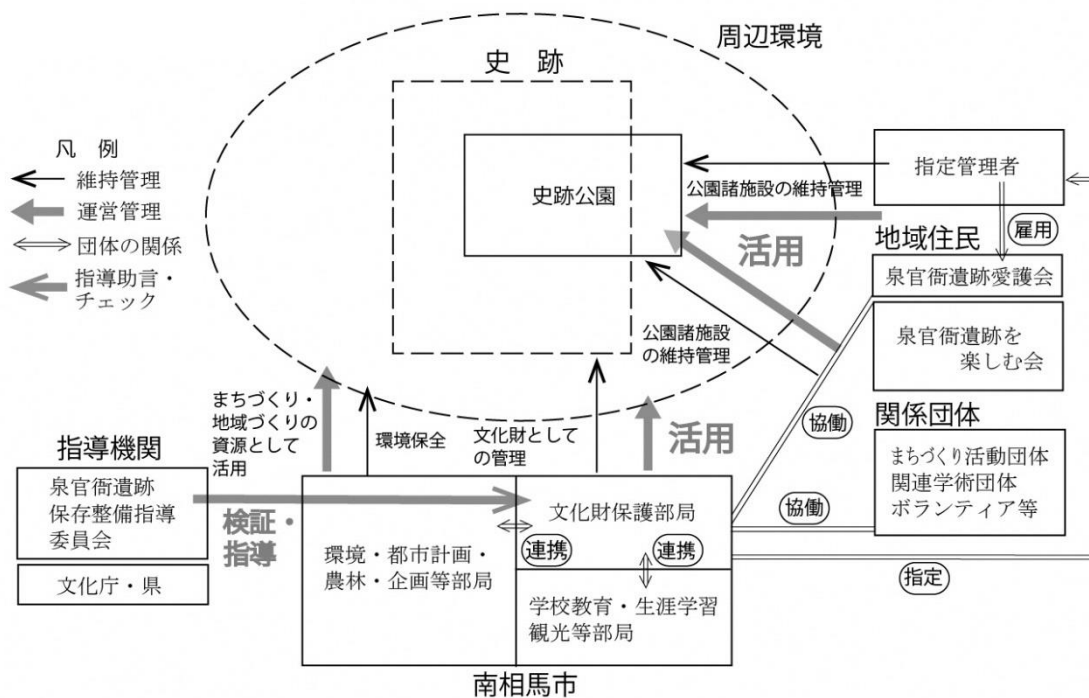 周辺環境
史 跡
史跡公園
凡 例
維持管理
運営管理
団体の関係
指導助言・
チェック
指定管理者
公園諸施設の維持管理
活用
雇用
地域住民
泉官衙遺跡愛護会
泉官衙遺跡を
楽しむ会
公園諸施設
の維持管理
協働
関係団体
まちづくり活動団体
関連学術団体
ボランティア等
協働
指定
まちづくり・
地域づくりの
資源として
活用
環境保全
文化財として
の管理
活用
指導機関
泉官衙遺跡
保存整備指導
委員会
文化庁・県
検証・
指導
環境・都市計画・
農林・企画等部局
文化財保護部局
連携
連携
学校教育・生涯学習
観光等部局
南相馬市